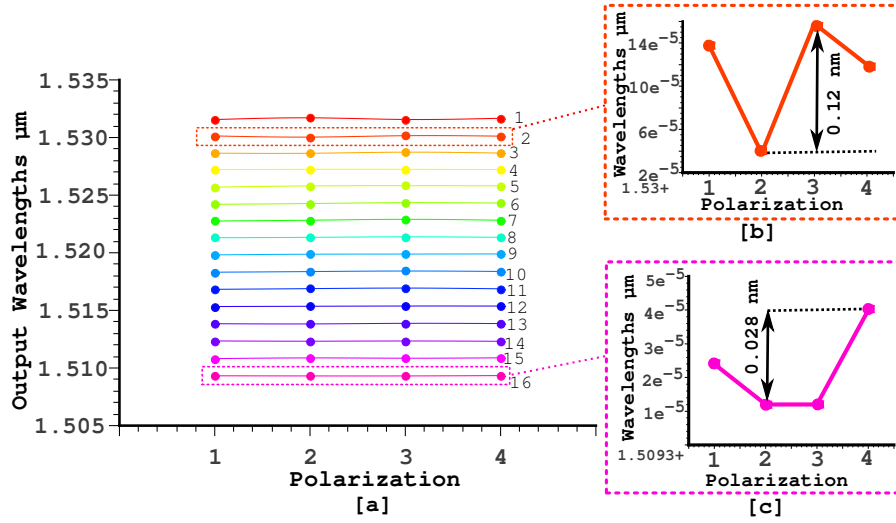 Output Wavelengths µm
1.535
1.530
1.525
1.520
1.515
1.510
1.505
1
2
3
4
5
6
7
8
9
10
11
12
13
14
15
16
1 2 3 4
Polarization
[a]
Wavelengths µm
14e-5
10e-5
6e-5
2e-5
1.53+
0.12 nm
1 2 3 4
Polarization
[b]
Wavelengths µm
5e-5
4e-5
3e-5
2e-5
1e-5
1.5093+
0.028 nm
1 2 3 4
Polarization
[c]